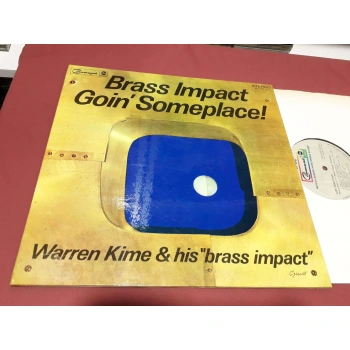 Brass Impact
Goin' Someplace!
Warren Kime & his "brass impact"